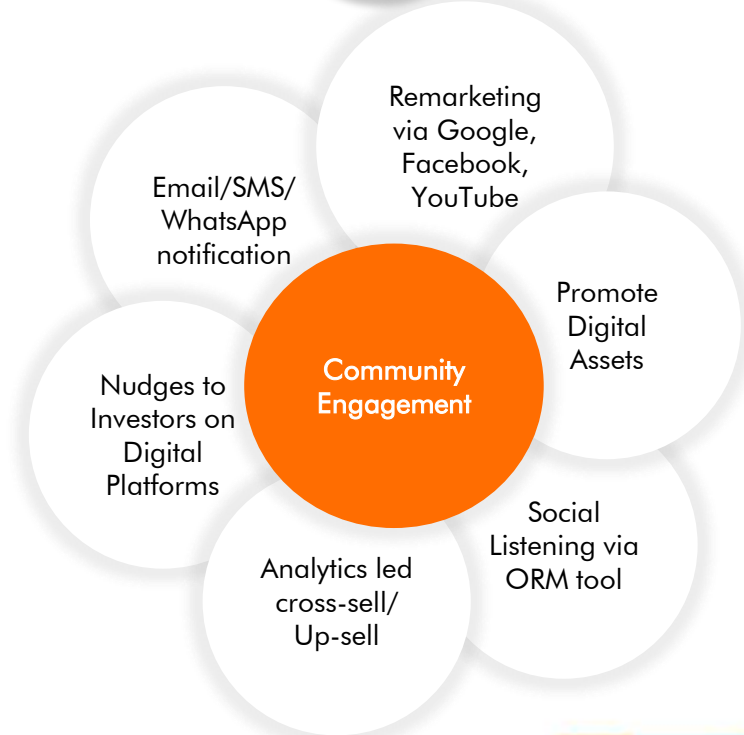 Remarketing
via Google,
Facebook,
YouTube
Email/SMS/
WhatsApp
notification
Promote
Digital
Assets
Community
Engagement
Nudges to
Investors on
Digital
Platforms
Social
Listening via
ORM tool
Analytics led
cross-sell/
Up-sell